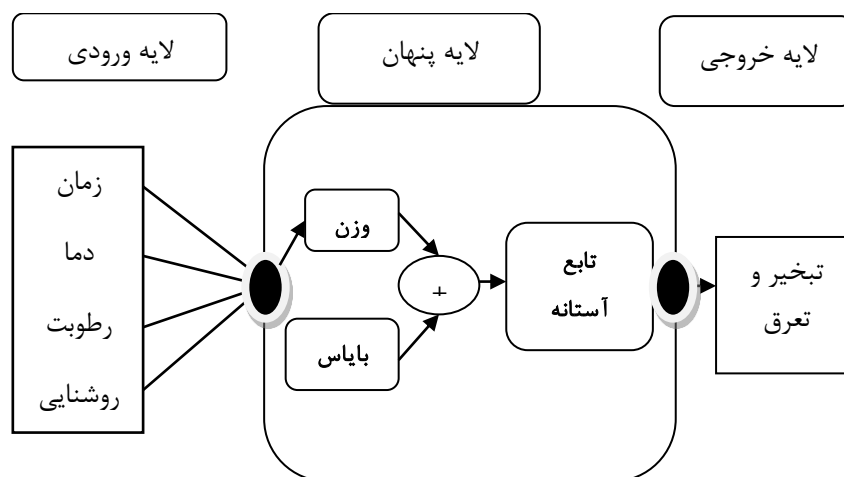 لایه ورودی
لایه پنهان
لایه خروجی
زمان
دما
رطوبت
روشنایی
وزن
بایاس
+
تابع
آستانه
تبخیر و
تعرق